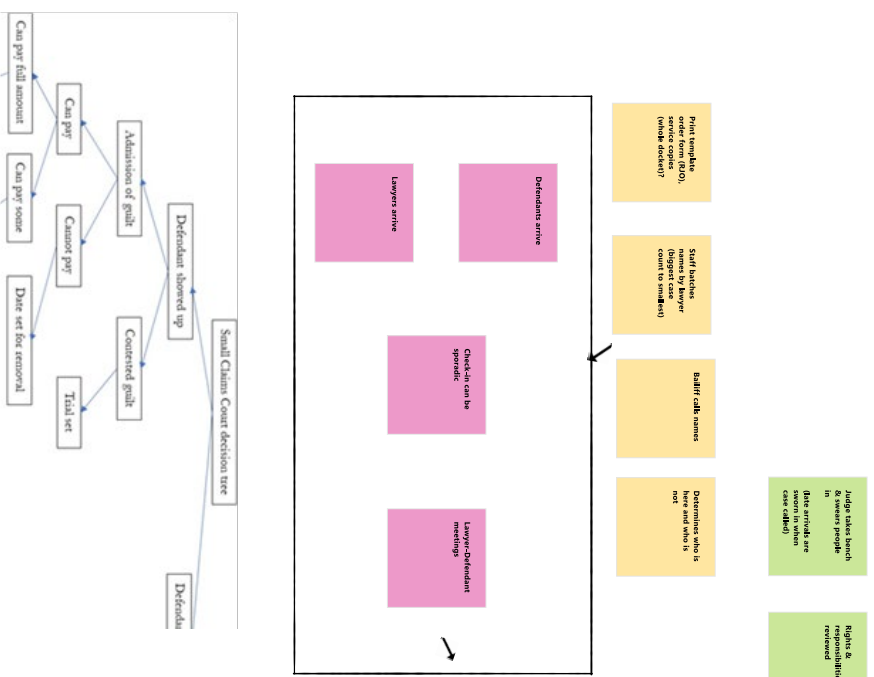 Small Claims Court decision tree
Defendant showed up
Defenda
Admission of guilt
Contested guilt
Can pay
Cannot pay
Trial set
Can pay full amount
Can pay some
Date set for removal
Judge takes bench
& swears people
in
(late arrivals are
sworn in when
case called)
Rights &
responsibilitie
reviewed
Print template
order form (RJO),
service copies
(whole docket)?
Staff batches
names by lawyer
(biggest case
count to smallest)
Bailiff calls names
Determines who is
here and who is
not
Defendants arrive
Lawyers arrive
Check-in can be
sporadic
Lawyer-Defendant
meetings